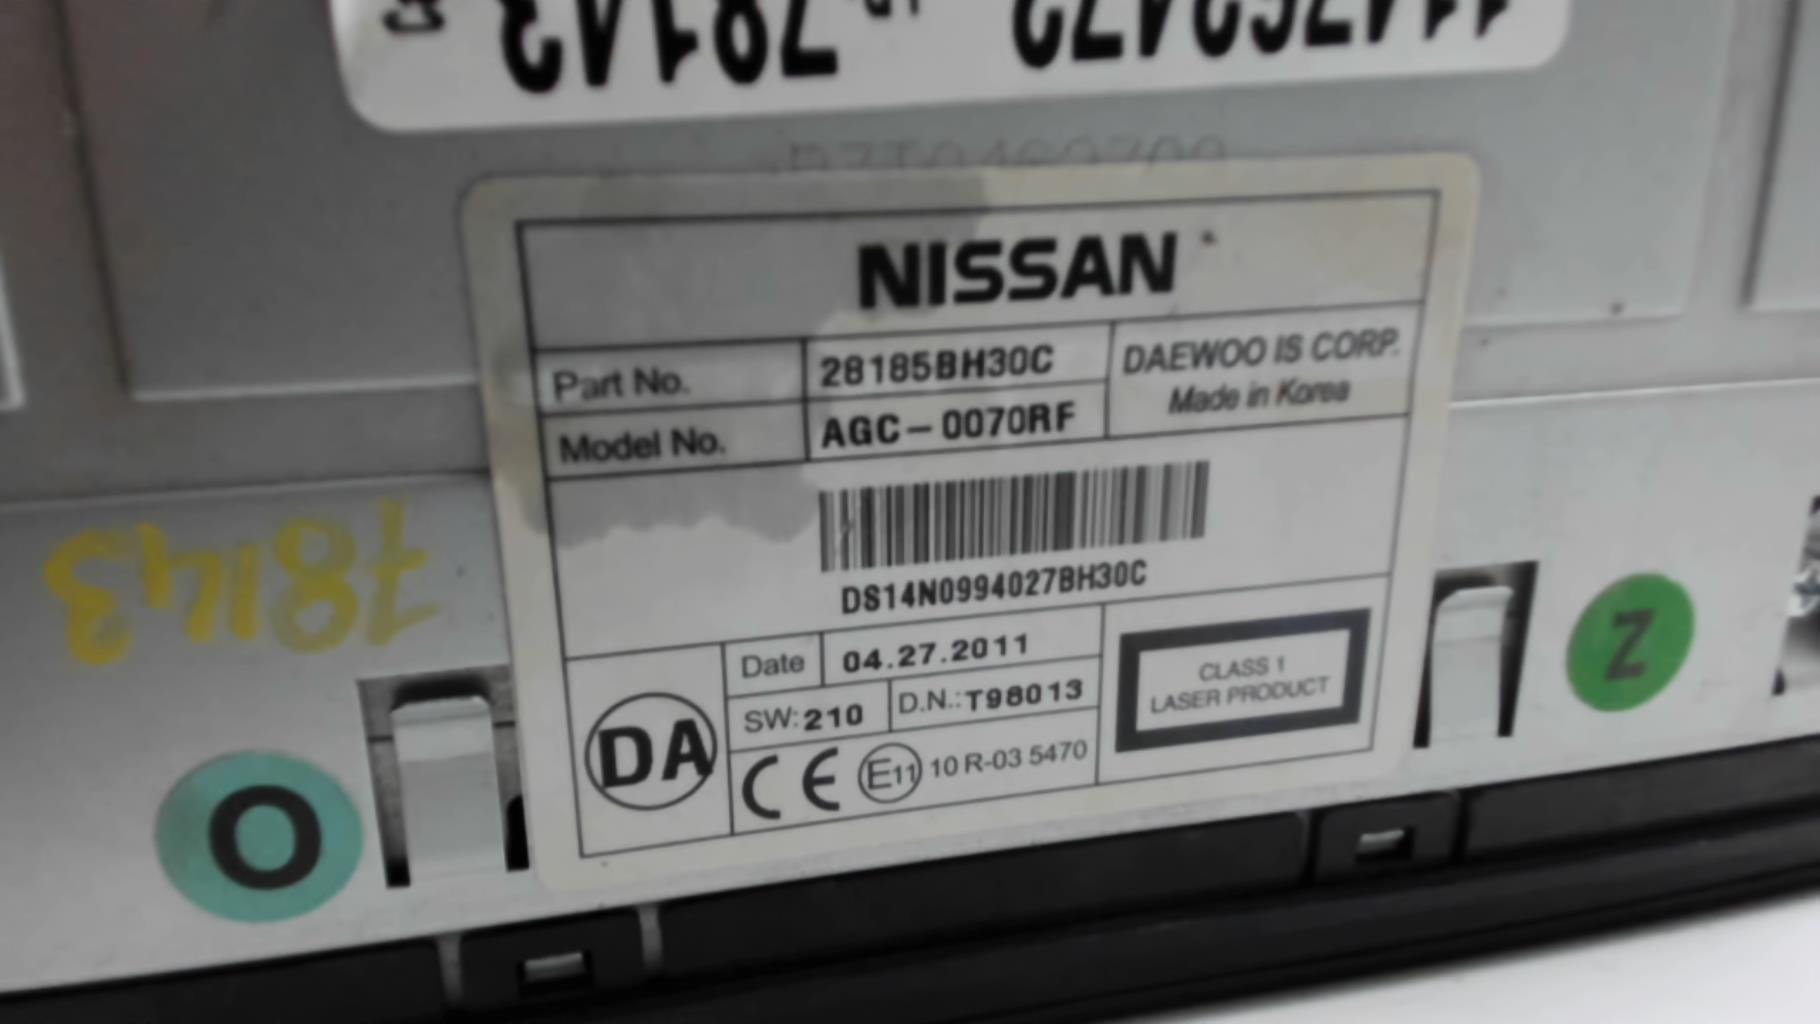 NISSAN
Part No. 28185BH30C
DAEWOO IS CORP.
Model No. AGC-0070RF
Made in Korea
DS14N0994027BH30C
Date 04.27.2011
SW:210 D.N.:T98013
DA
CE E11 10 R-03 5470
CLASS 1
LASER PRODUCT
78143
O
Z